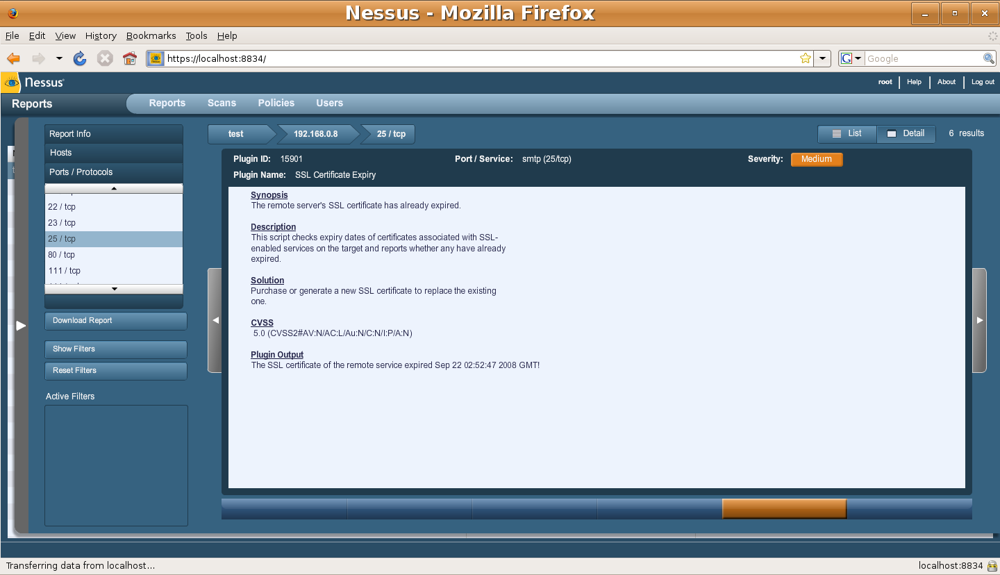 Nessus - Mozilla Firefox
File Edit View History Bookmarks Tools Help
https://localhost:8834/
G Google
Nessus
root Help About Log out
Reports
Reports Scans Policies Users
Report Info
Hosts
Ports / Protocols
22 / tcp
23 / tcp
25 / tcp
80 / tcp
111 / tcp
Download Report
Show Filters
Reset Filters
Active Filters
test 192.168.0.8 25 / tcp
List Detail 6 results
Plugin ID: 15901 Port / Service: smtp (25/tcp) Severity: Medium
Plugin Name: SSL Certificate Expiry
Synopsis
The remote server's SSL certificate has already expired.
Description
This script checks expiry dates of certificates associated with SSL-
enabled services on the target and reports whether any have already
expired.
Solution
Purchase or generate a new SSL certificate to replace the existing
one.
CVSS
5.0 (CVSS2#AV:N/AC:L/Au:N/C:N/I:P/A:N)
Plugin Output
The SSL certificate of the remote service expired Sep 22 02:52:47 2008 GMT!
Transferring data from localhost...
localhost:8834